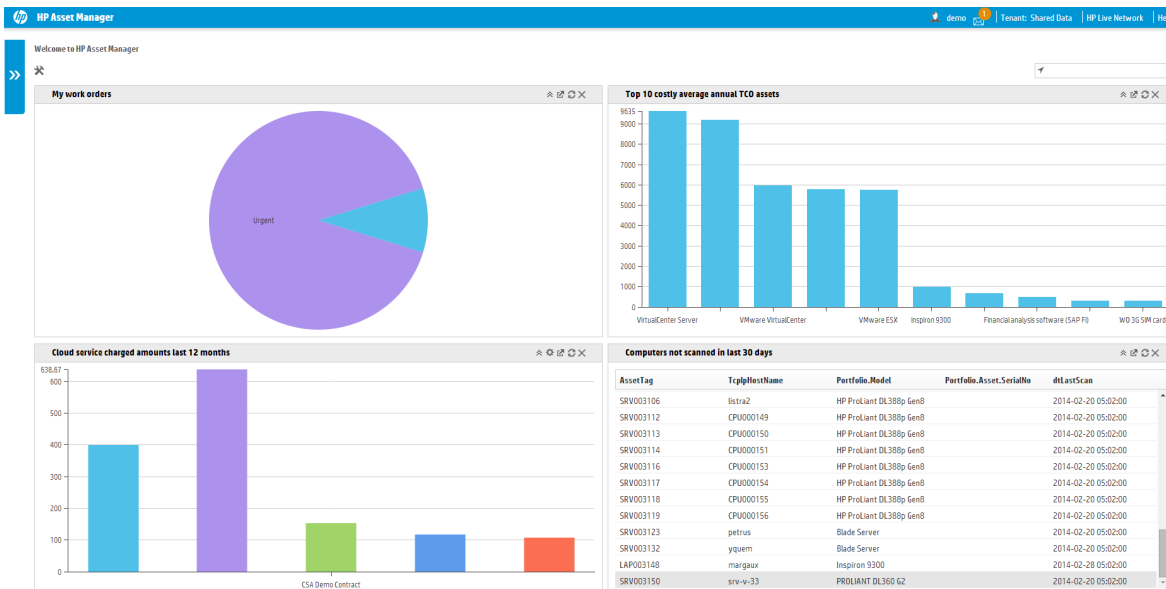 hp HP Asset Manager demo 1 Tenant: Shared Data HP Live Network He
Welcome to HP Asset Manager
My work orders
Urgent
Top 10 costly average annual TCO assets
9635
9000
8000
7000
6000
5000
4000
3000
2000
1000
0
VirtualCenter Server VMware VirtualCenter VMware ESX Inspiron 9300 Financial analysis software (SAP FI) WO 3G SIM card
Cloud service charged amounts last 12 months
638.67
600
500
400
300
200
100
0
CSA Demo Contract
Computers not scanned in last 30 days
AssetTag TcpIpHostName Portfolio.Model Portfolio.Asset.SerialNo dtLastScan
SRV003106 listra2 HP ProLiant DL388p Gen8 2014-02-20 05:02:00
SRV003112 CPU000149 HP ProLiant DL388p Gen8 2014-02-20 05:02:00
SRV003113 CPU000150 HP ProLiant DL388p Gen8 2014-02-20 05:02:00
SRV003114 CPU000151 HP ProLiant DL388p Gen8 2014-02-20 05:02:00
SRV003116 CPU000153 HP ProLiant DL388p Gen8 2014-02-20 05:02:00
SRV003117 CPU000154 HP ProLiant DL388p Gen8 2014-02-20 05:02:00
SRV003118 CPU000155 HP ProLiant DL388p Gen8 2014-02-20 05:02:00
SRV003119 CPU000156 HP ProLiant DL388p Gen8 2014-02-20 05:02:00
SRV003123 petrus Blade Server 2014-02-20 05:02:00
SRV003132 yquem Blade Server 2014-02-20 05:02:00
LAP003148 margaux Inspiron 9300 2014-02-28 05:02:00
SRV003150 srv-v-33 PROLIANT DL360 G2 2014-02-20 05:02:00